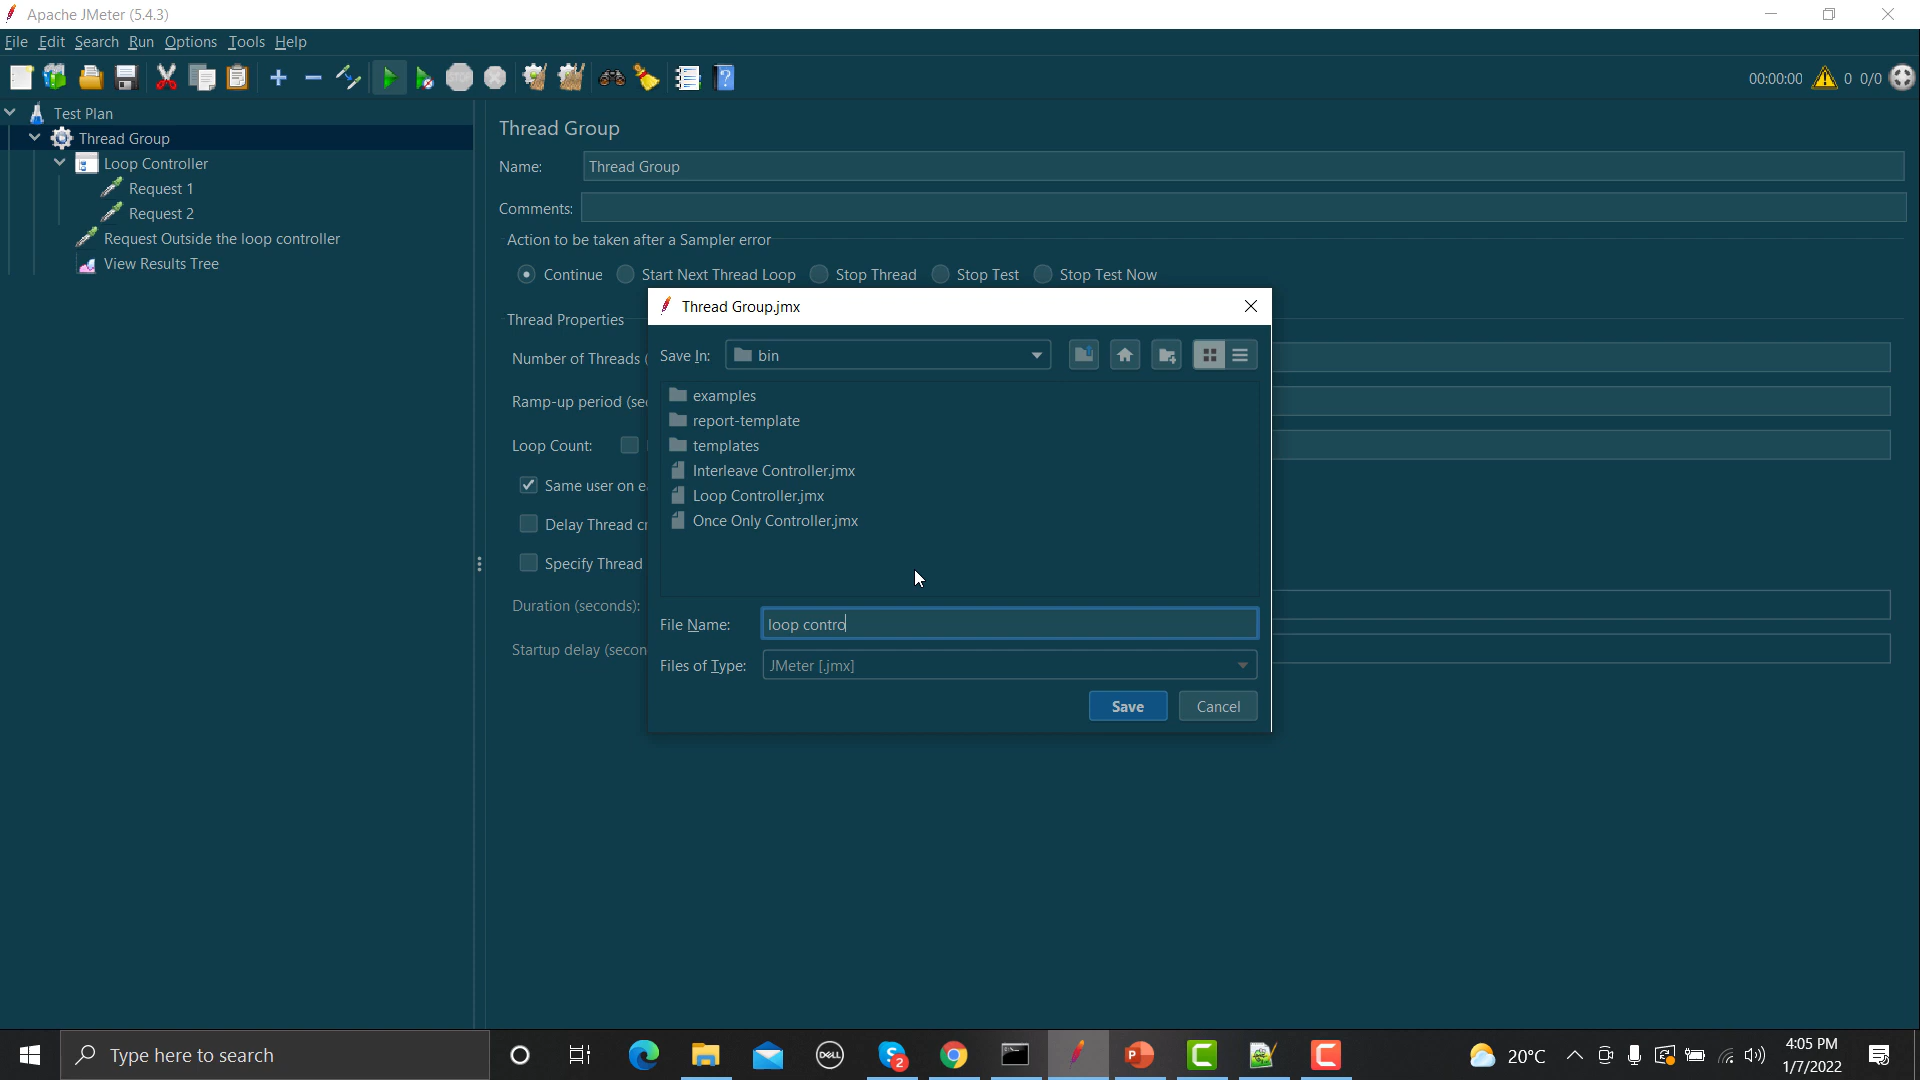 Apache JMeter (5.4.3)
File Edit Search Run Options Tools Help
STOP
00:00:00 0 0/0
Test Plan
Thread Group
Loop Controller
Request 1
Request 2
Request Outside the loop controller
View Results Tree
Thread Group
Name: Thread Group
Comments:
Action to be taken after a Sampler error
Continue Start Next Thread Loop Stop Thread Stop Test Stop Test Now
Thread Properties
Number of Threads (
Ramp-up period (se
Loop Count:
Same user on e
Delay Thread cr
Specify Thread
Duration (seconds):
Startup delay (secon
Thread Group.jmx
Save In: bin
examples
report-template
templates
Interleave Controller.jmx
Loop Controller.jmx
Once Only Controller.jmx
File Name: loop contro
Files of Type: JMeter [.jmx]
Save Cancel
Type here to search
DELL
2
20°C
4:05 PM
1/7/2022